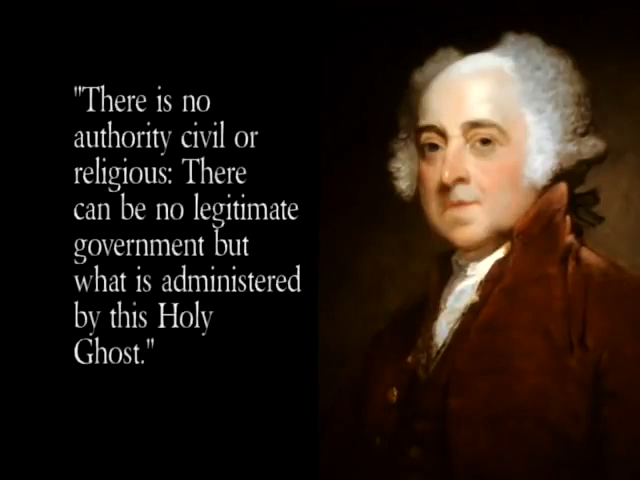 "There is no
authority civil or
religious: There
can be no legitimate
government but
what is administered
by this Holy
Ghost."